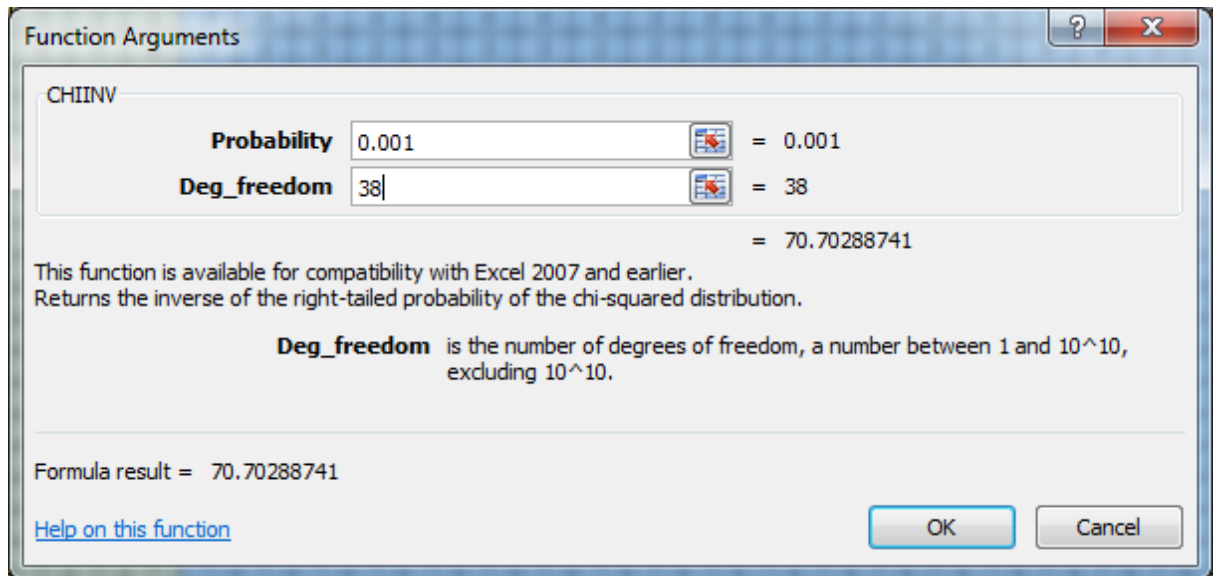 Function Arguments
? X
CHIINV
Probability 0.001 = 0.001
Deg_freedom 38 = 38
= 70.70288741
This function is available for compatibility with Excel 2007 and earlier.
Returns the inverse of the right-tailed probability of the chi-squared distribution.
Deg_freedom is the number of degrees of freedom, a number between 1 and 10^10,
excluding 10^10.
Formula result = 70.70288741
Help on this function OK Cancel